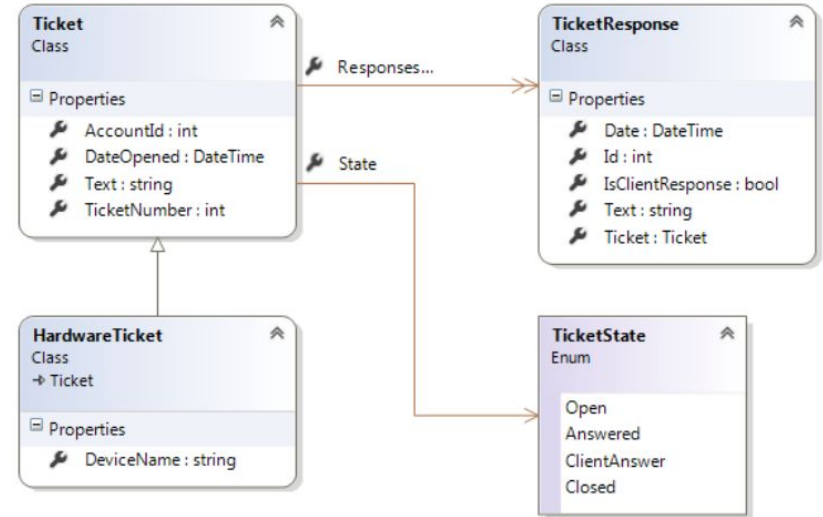 Ticket
Class
Properties
AccountId : int
DateOpened : DateTime
Text : string
TicketNumber : int
Responses...
State
TicketResponse
Class
Properties
Date : DateTime
Id : int
IsClientResponse : bool
Text : string
Ticket : Ticket
HardwareTicket
Class
Ticket
Properties
DeviceName : string
TicketState
Enum
Open
Answered
ClientAnswer
Closed